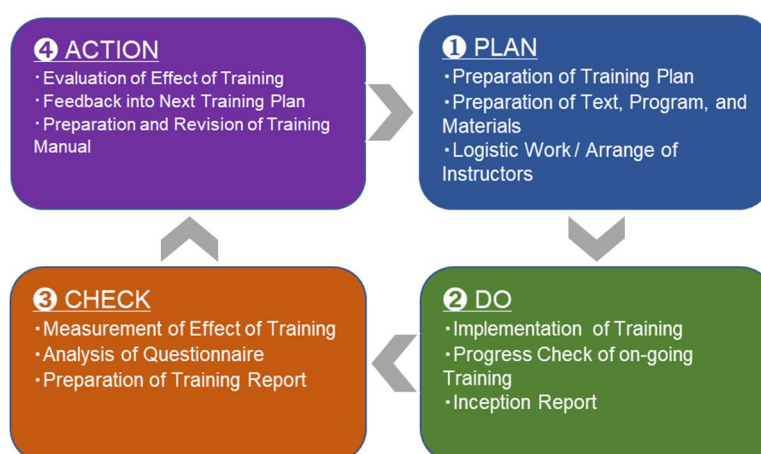 ❹ ACTION
・Evaluation of Effect of Training
・Feedback into Next Training Plan
・Preparation and Revision of Training
Manual
❶ PLAN
・Preparation of Training Plan
・Preparation of Text, Program, and
Materials
・Logistic Work / Arrange of
Instructors
❸ CHECK
・Measurement of Effect of Training
・Analysis of Questionnaire
・Preparation of Training Report
❷ DO
・Implementation of Training
・Progress Check of on-going
Training
・Inception Report